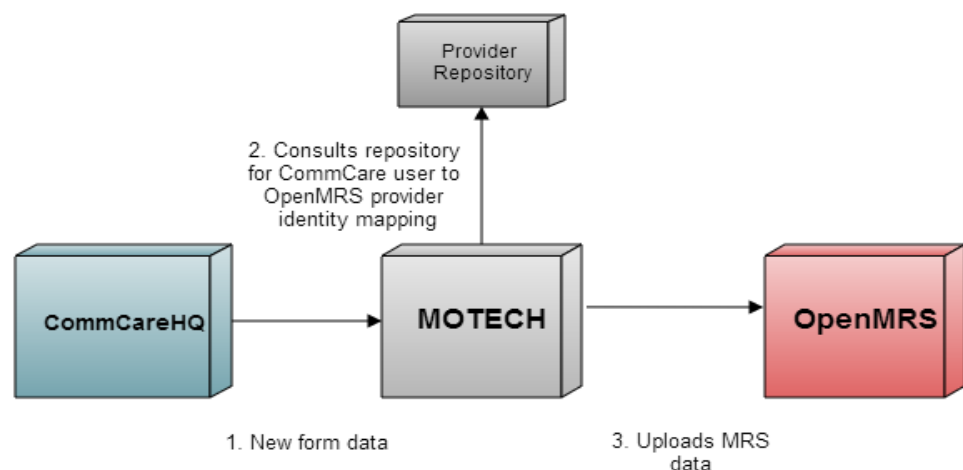 Provider
Repository
2. Consults repository
for CommCare user to
OpenMRS provider
identity mapping
CommCareHQ
MOTECH
OpenMRS
1. New form data
3. Uploads MRS
data